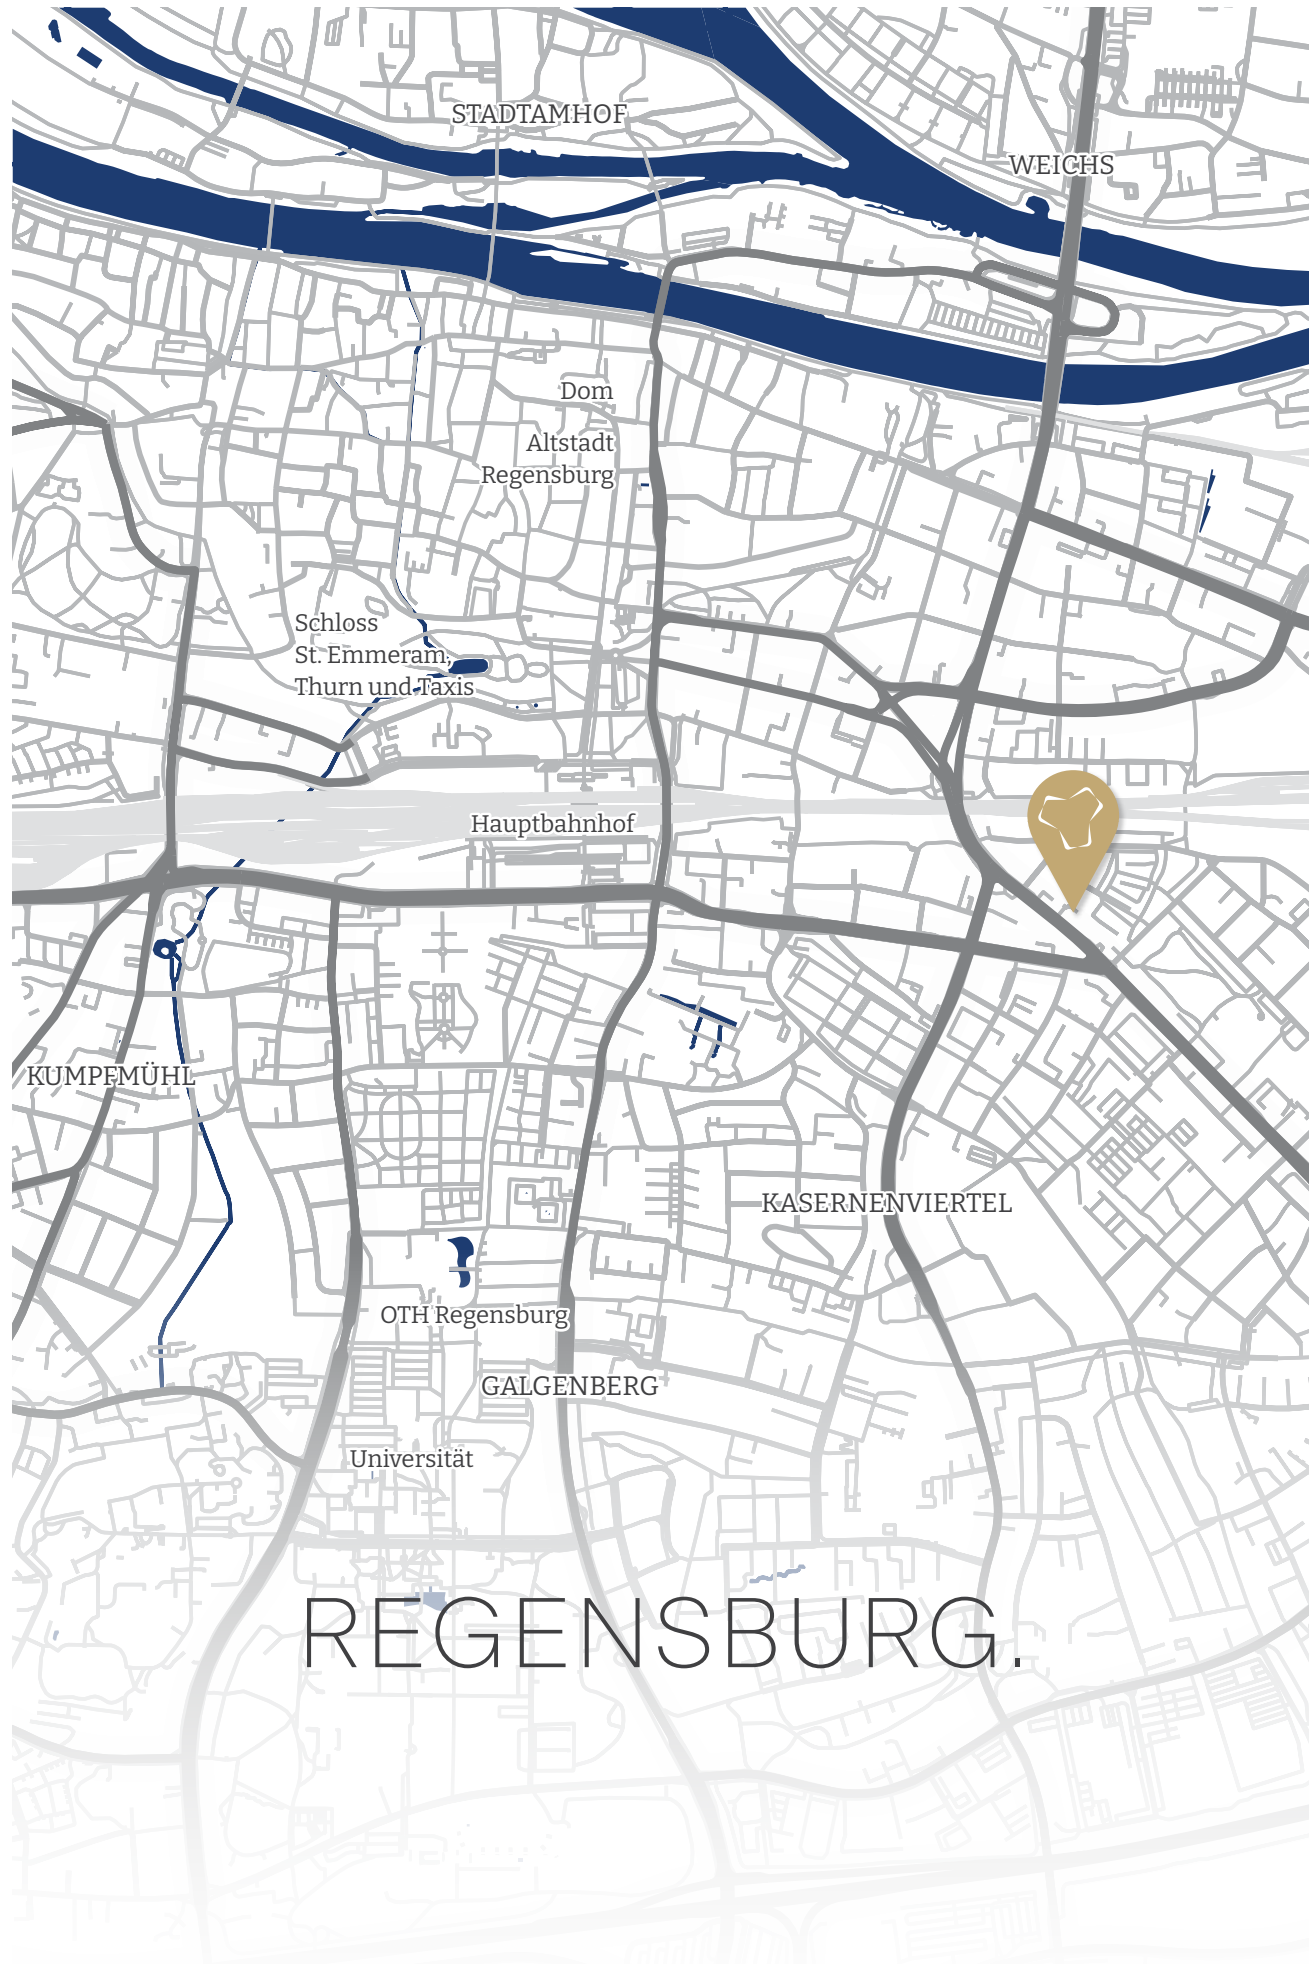 STADTAMHOF
WEICHS
Dom
Altstadt
Regensburg
Schloss
St. Emmeram,
Thurn und Taxis
Hauptbahnhof
KUMPFMÜHL
KASERNENVIERTEL
OTH Regensburg
GALGENBERG
Universität
REGENSBURG.